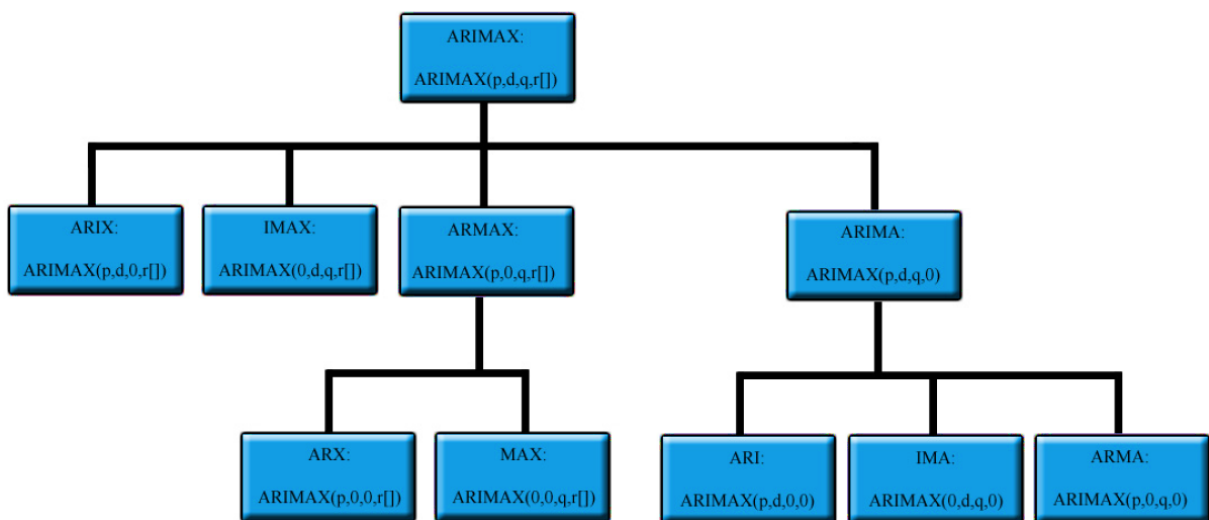 ARIMAX:
ARIMAX(p,d,q,r[])
ARIX:
ARIMAX(p,d,0,r[])
IMAX:
ARIMAX(0,d,q,r[])
ARMAX:
ARIMAX(p,0,q,r[])
ARIMA:
ARIMAX(p,d,q,0)
ARX:
ARIMAX(p,0,0,r[])
MAX:
ARIMAX(0,0,q,r[])
ARI:
ARIMAX(p,d,0,0)
IMA:
ARIMAX(0,d,q,0)
ARMA:
ARIMAX(p,0,q,0)